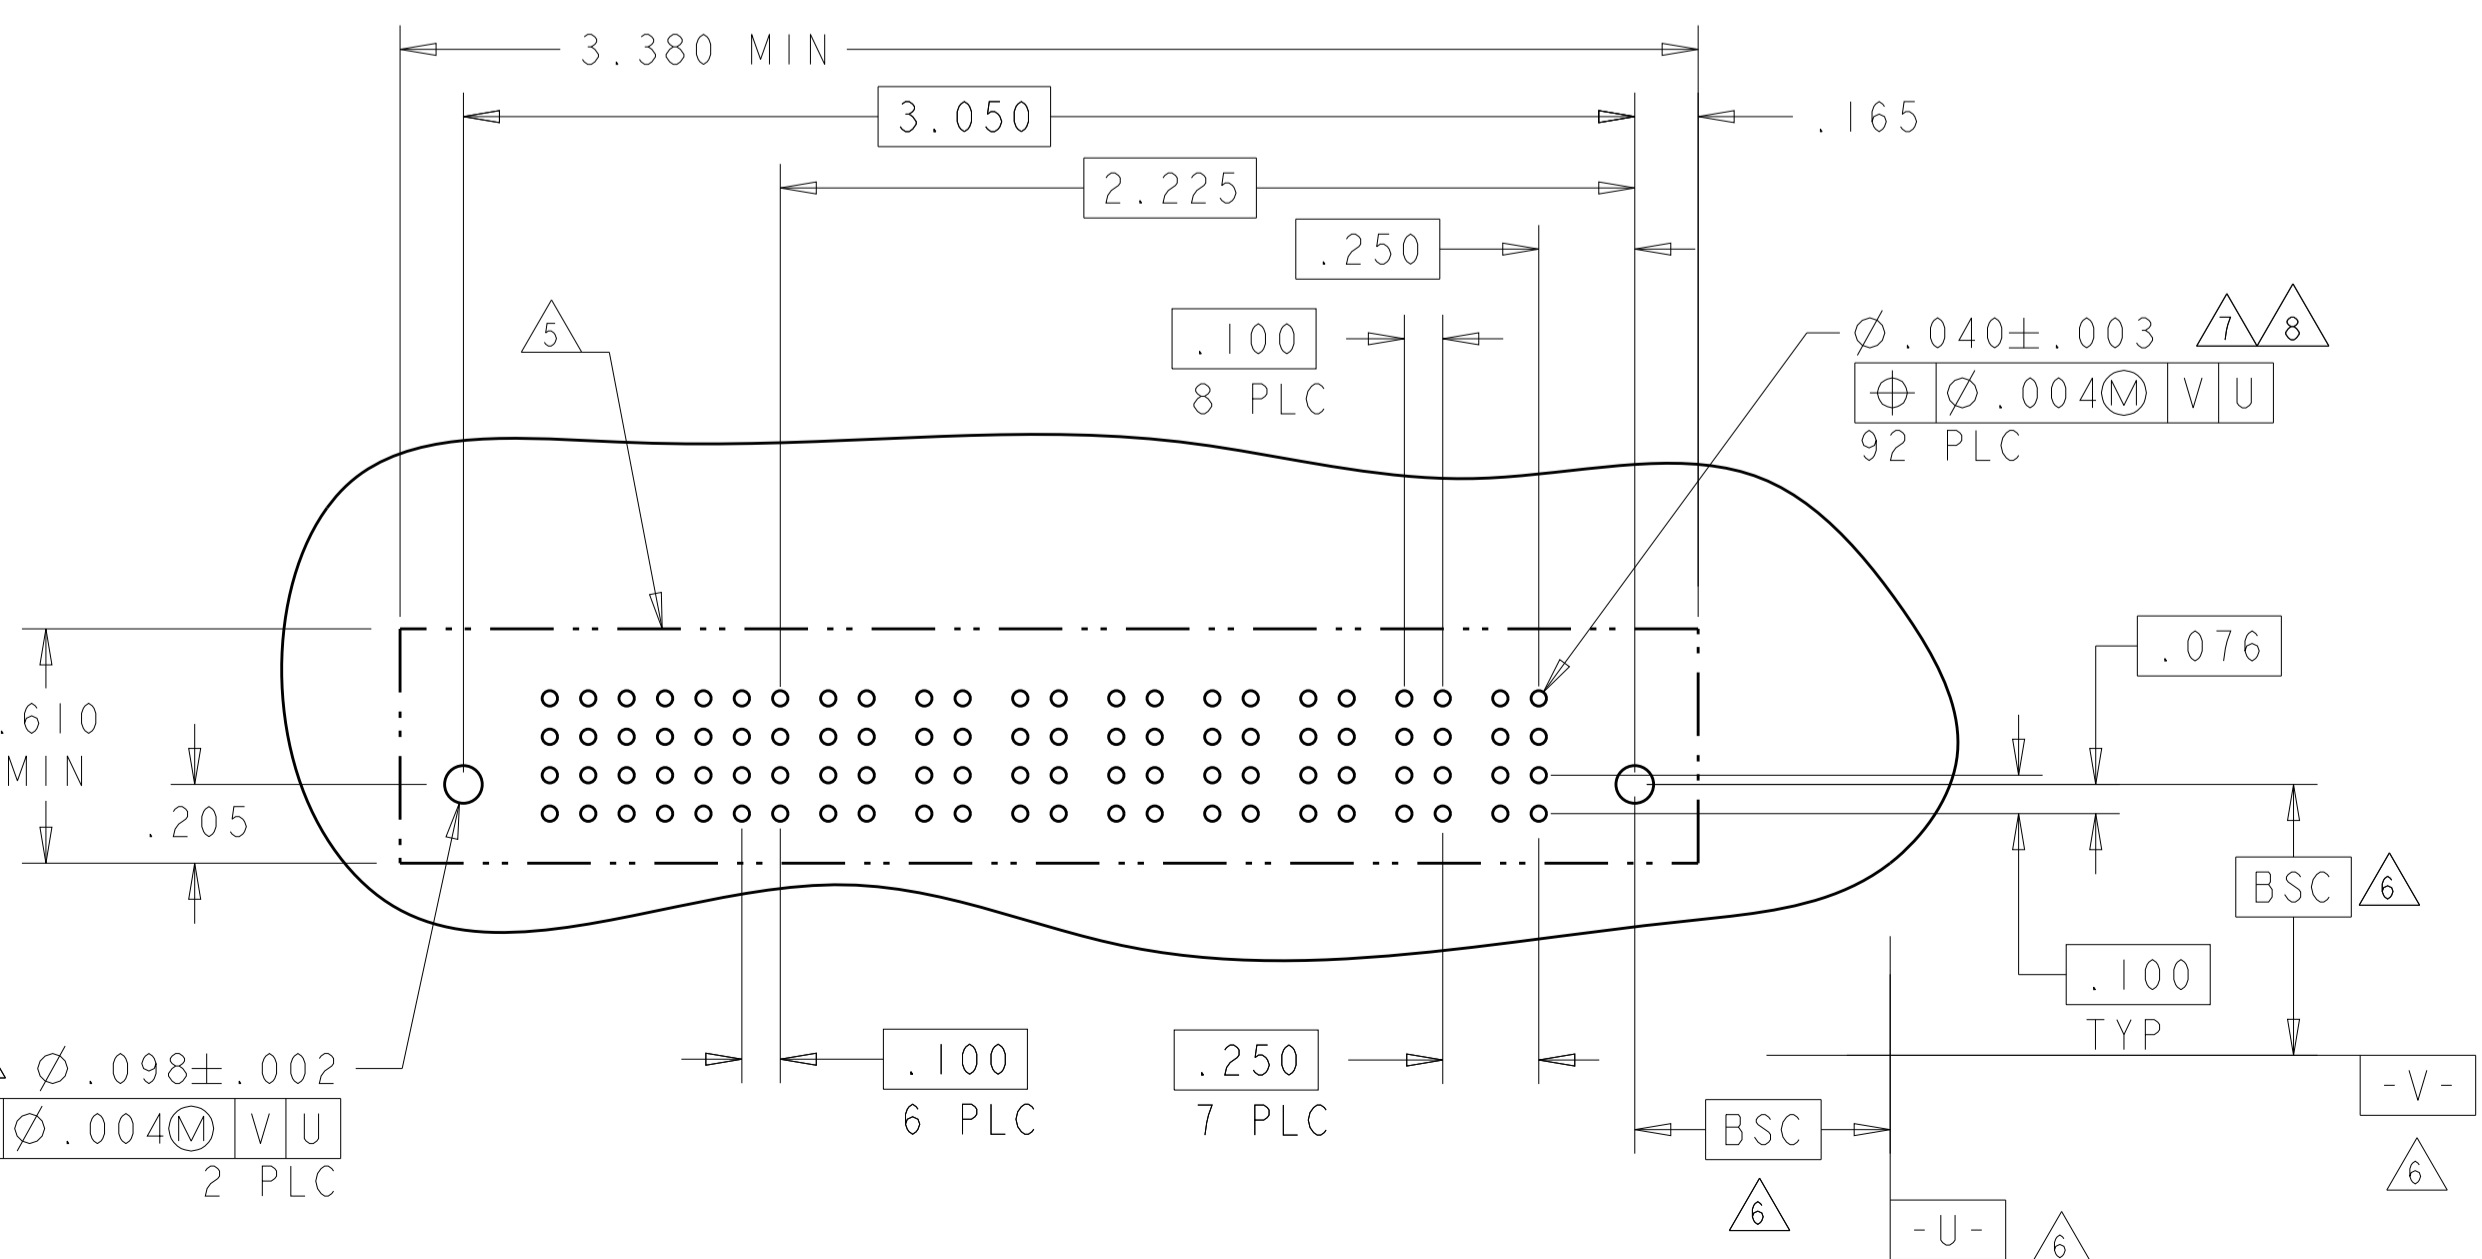 3.380 MIN
3.050
.165
2.225
.250
.100
8 PLC
5
Ø.040±.003 7 8
⌖ Ø.004Ⓜ V U
92 PLC
.610
MIN
.205
.076
BSC 6
.100
TYP
Ø.098±.002
Ø.004Ⓜ V U
2 PLC
.100
6 PLC
.250
7 PLC
BSC
6
-V-
6
-U- 6